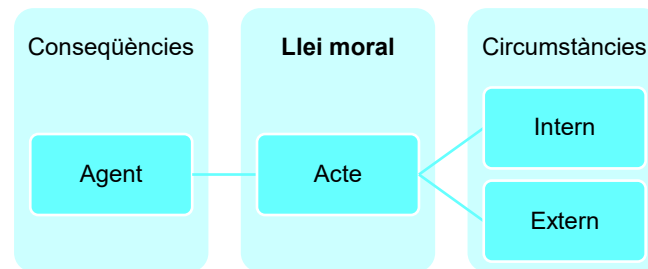 Conseqüències
Llei moral
Circumstàncies
Agent
Acte
Intern
Extern